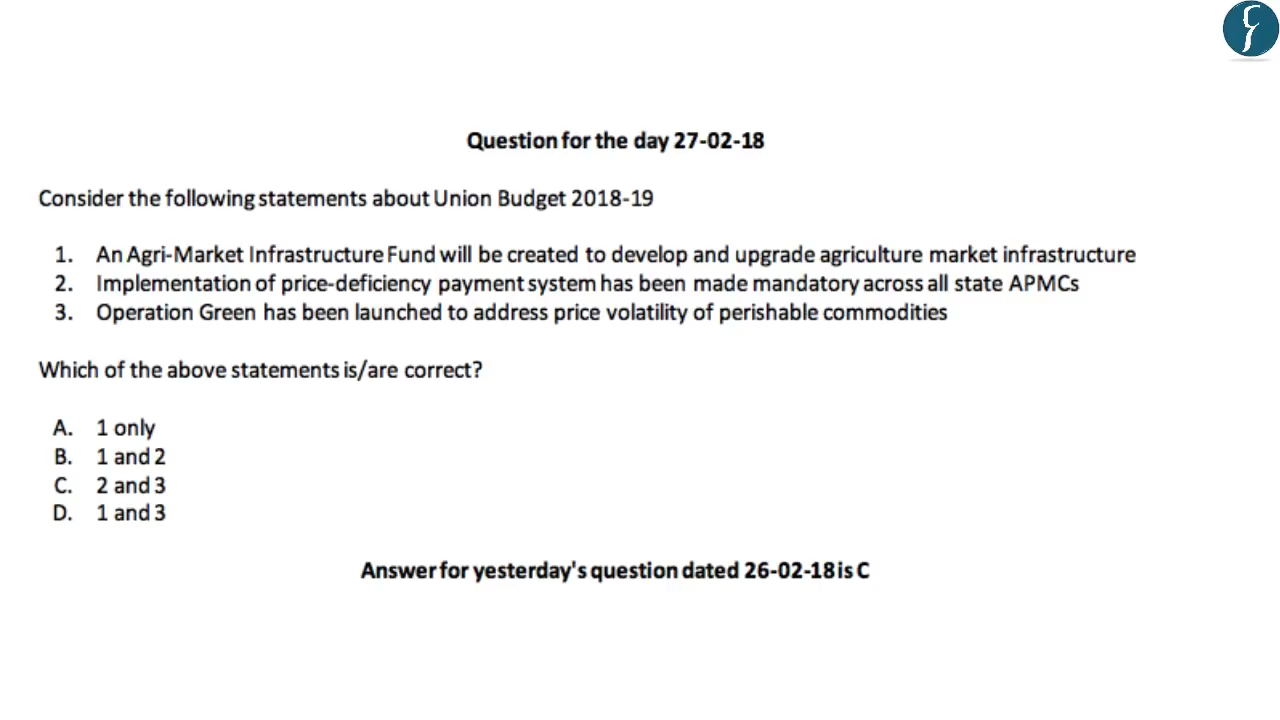 Question for the day 27-02-18
Consider the following statements about Union Budget 2018-19
1. An Agri-Market Infrastructure Fund will be created to develop and upgrade agriculture market infrastructure
2. Implementation of price-deficiency payment system has been made mandatory across all state APMCs
3. Operation Green has been launched to address price volatility of perishable commodities
Which of the above statements is/are correct?
A. 1 only
B. 1 and 2
C. 2 and 3
D. 1 and 3
Answer for yesterday's question dated 26-02-18 is C